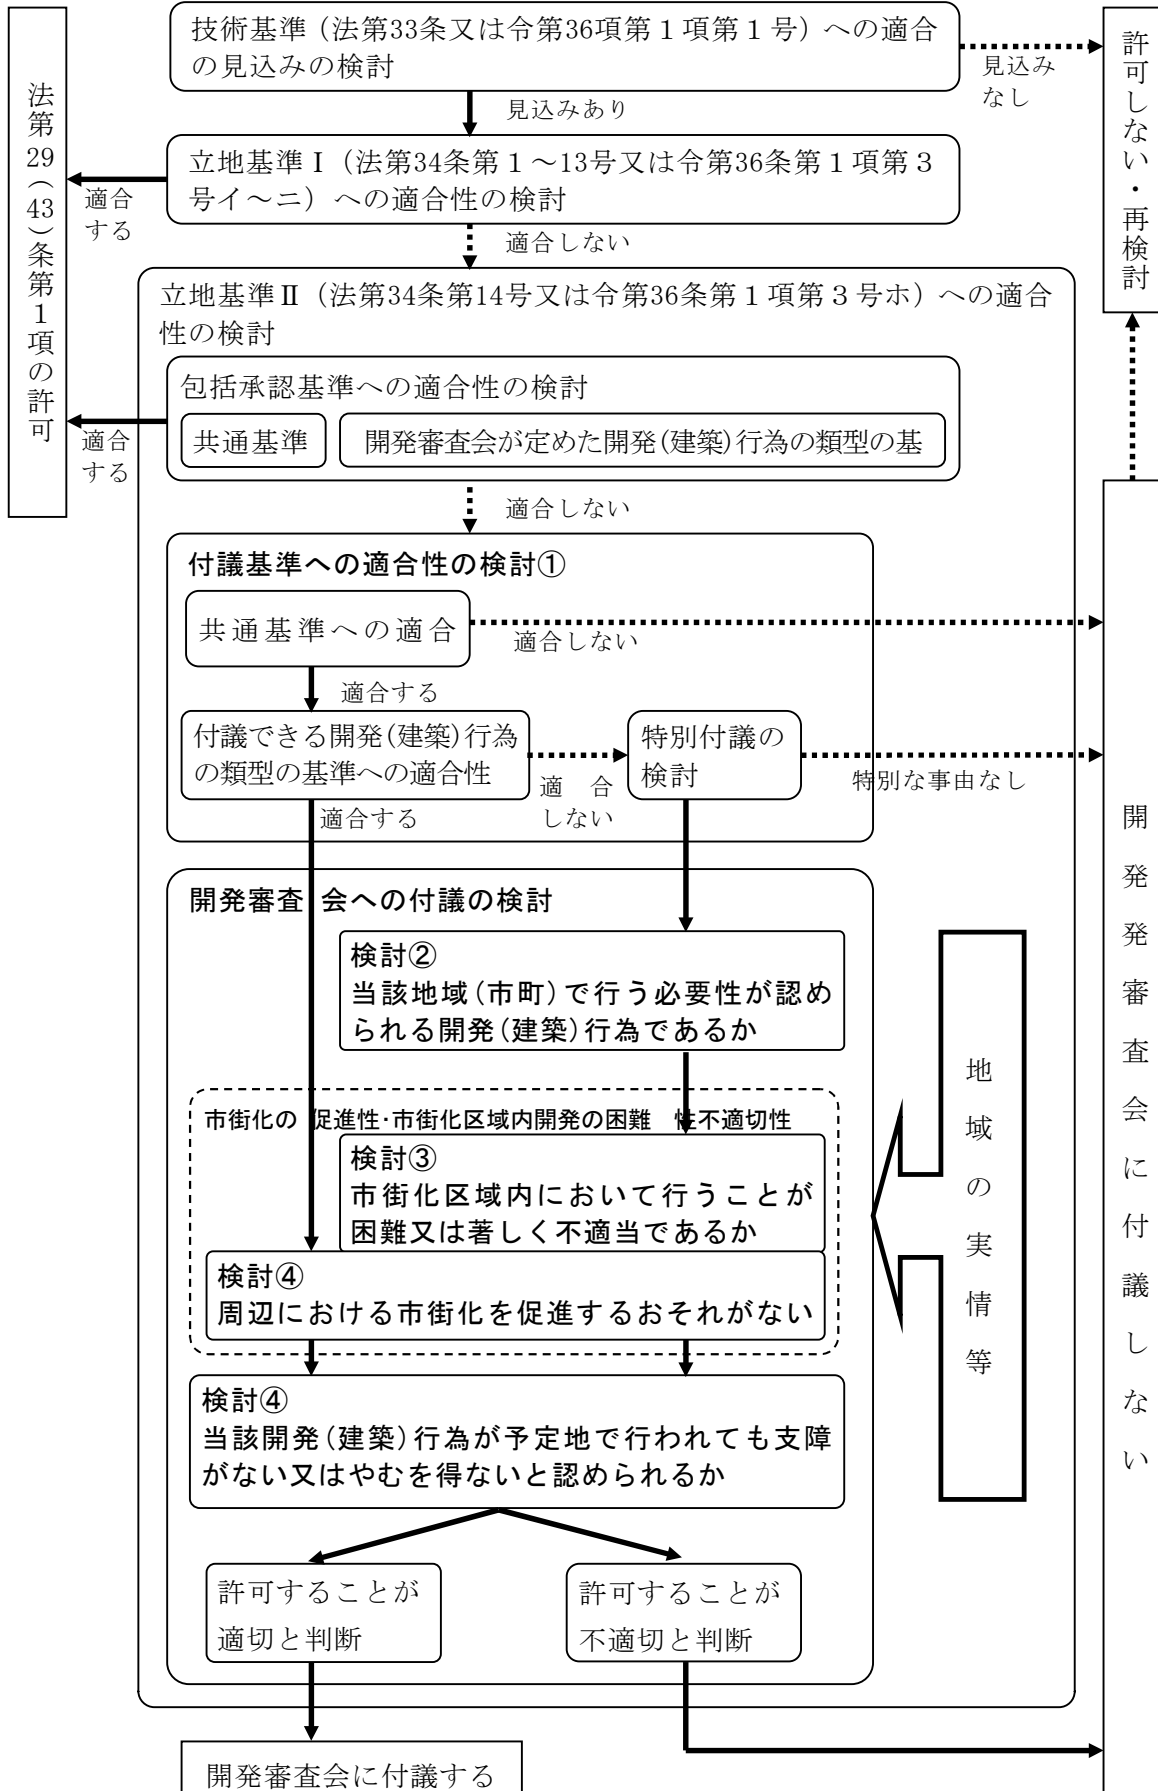 技術基準（法第33条又は令第36項第１項第１号）への適合
の見込みの検討
見込み
なし
許可しない・再検討
見込みあり
法第29（43）条第１項の許可
立地基準Ⅰ（法第34条第１～13号又は令第36条第１項第３
号イ～ニ）への適合性の検討
適合
する
適合しない
立地基準Ⅱ（法第34条第14号又は令第36条第１項第３号ホ）への適合
性の検討
包括承認基準への適合性の検討
共通基準
開発審査会が定めた開発(建築)行為の類型の基
適合
する
適合しない
付議基準への適合性の検討①
共通基準への適合
適合しない
適合する
付議できる開発(建築)行為
の類型の基準への適合性
適　合
しない
特別付議の
検討
特別な事由なし
適合する
開発審査会への付議の検討
検討②
当該地域(市町)で行う必要性が認め
られる開発(建築)行為であるか
市街化の促進性･市街化区域内開発の困難　性不適切性
検討③
市街化区域内において行うことが
困難又は著しく不適当であるか
検討④
周辺における市街化を促進するおそれがない
検討④
当該開発(建築)行為が予定地で行われても支障
がない又はやむを得ないと認められるか
地域の実情等
許可することが
適切と判断
許可することが
不適切と判断
開発審査会に付議する
開発発審査会に付議しない